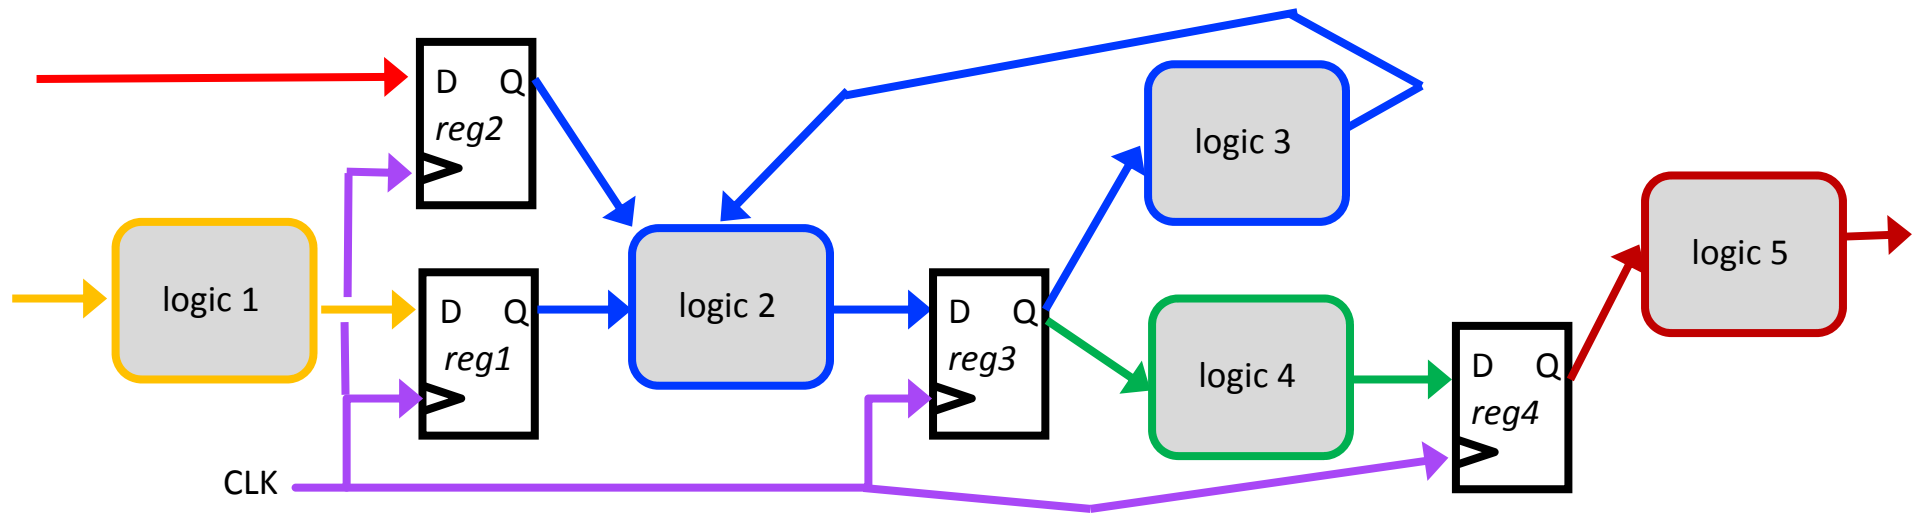 D Q
reg2
logic 3
logic 1
D Q
reg1
logic 2
D Q
reg3
logic 4
D Q
reg4
logic 5
CLK